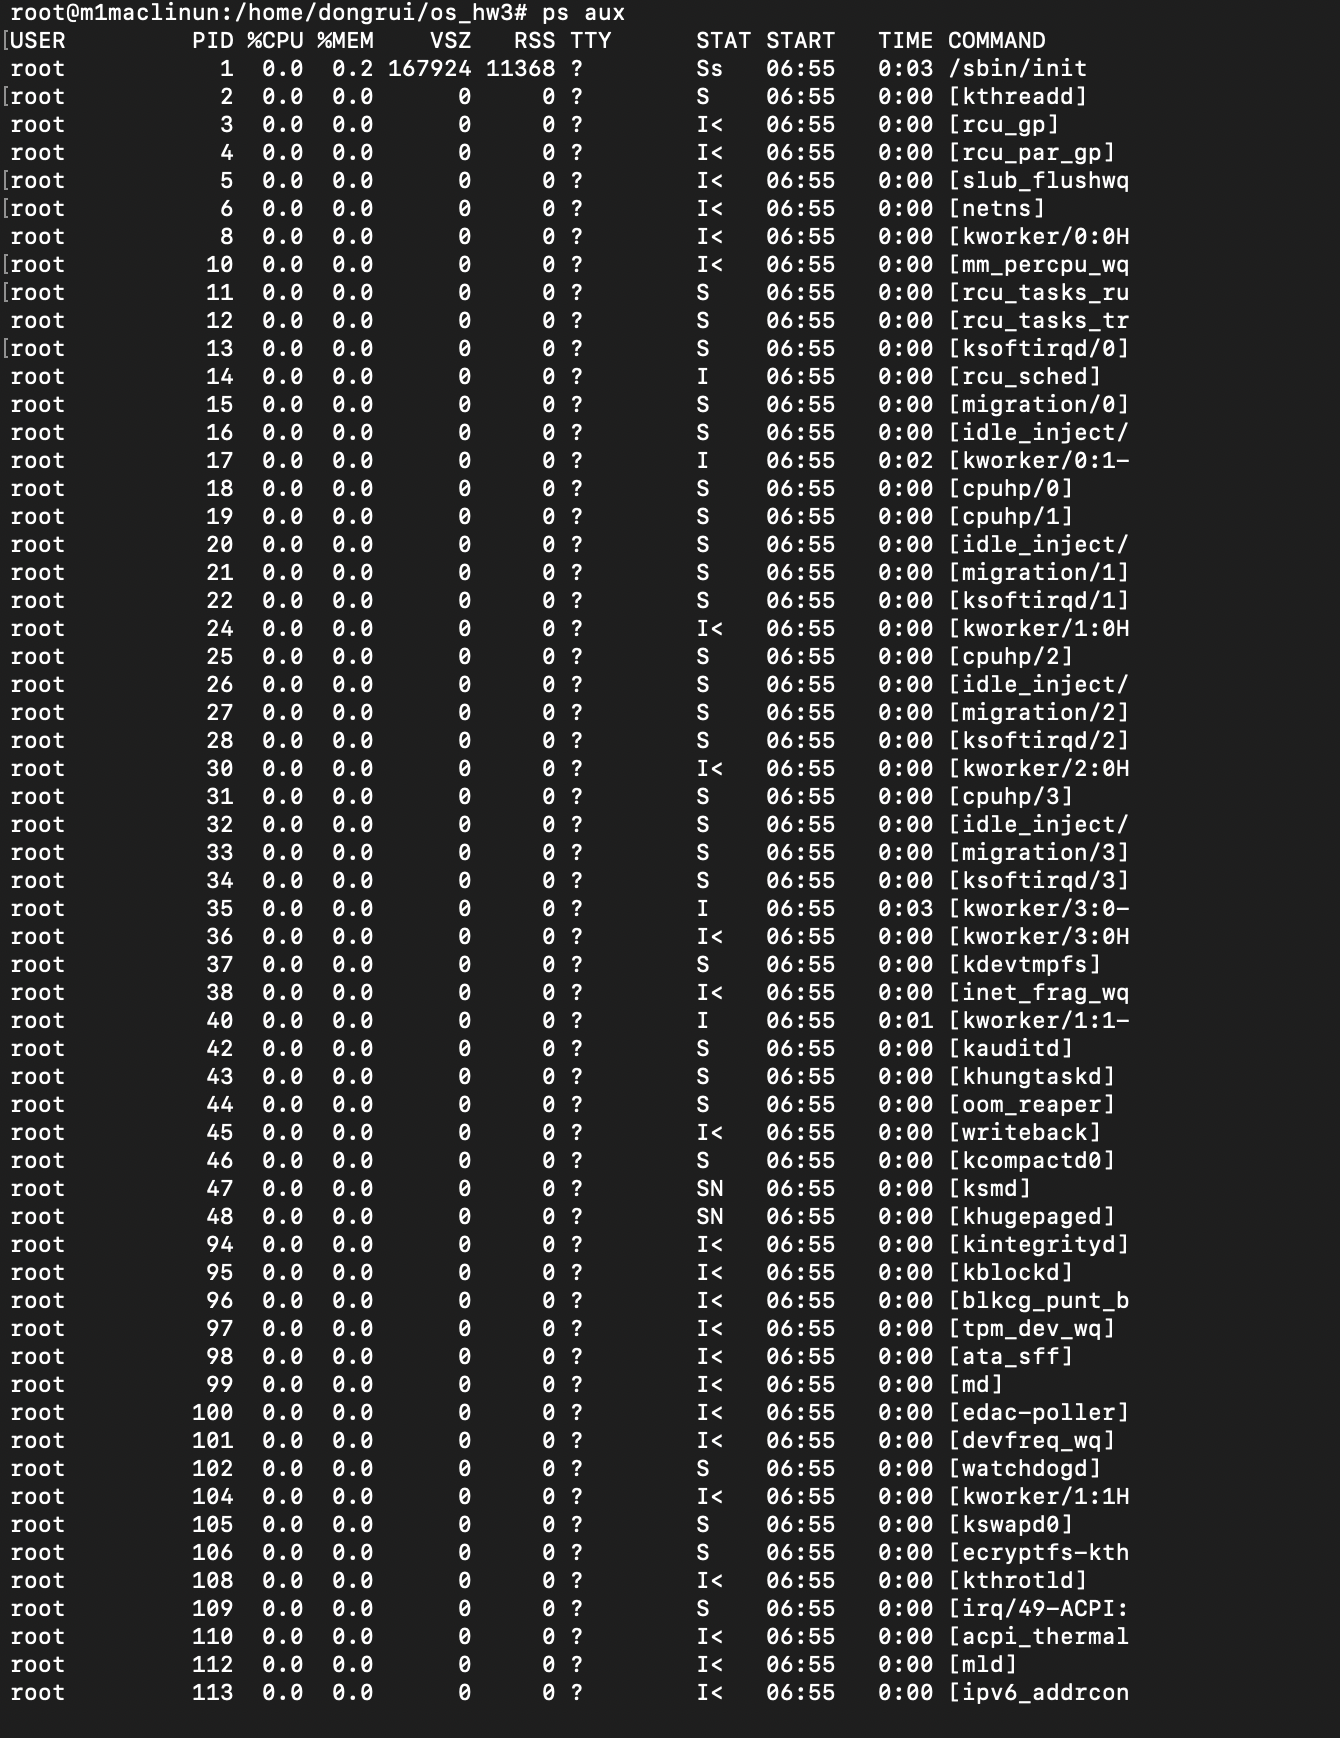 root@m1maclinun:/home/dongrui/os_hw3# ps aux
[USER         PID %CPU %MEM    VSZ   RSS TTY      STAT START   TIME COMMAND
root           1  0.0  0.2 167924 11368 ?        Ss   06:55   0:03 /sbin/init
[root           2  0.0  0.0      0     0 ?        S    06:55   0:00 [kthreadd]
root           3  0.0  0.0      0     0 ?        I<   06:55   0:00 [rcu_gp]
root           4  0.0  0.0      0     0 ?        I<   06:55   0:00 [rcu_par_gp]
[root           5  0.0  0.0      0     0 ?        I<   06:55   0:00 [slub_flushwq
[root           6  0.0  0.0      0     0 ?        I<   06:55   0:00 [netns]
root           8  0.0  0.0      0     0 ?        I<   06:55   0:00 [kworker/0:0H
[root          10  0.0  0.0      0     0 ?        I<   06:55   0:00 [mm_percpu_wq
[root          11  0.0  0.0      0     0 ?        S    06:55   0:00 [rcu_tasks_ru
root          12  0.0  0.0      0     0 ?        S    06:55   0:00 [rcu_tasks_tr
[root          13  0.0  0.0      0     0 ?        S    06:55   0:00 [ksoftirqd/0]
root          14  0.0  0.0      0     0 ?        I    06:55   0:00 [rcu_sched]
root          15  0.0  0.0      0     0 ?        S    06:55   0:00 [migration/0]
root          16  0.0  0.0      0     0 ?        S    06:55   0:00 [idle_inject/
root          17  0.0  0.0      0     0 ?        I    06:55   0:02 [kworker/0:1-
root          18  0.0  0.0      0     0 ?        S    06:55   0:00 [cpuhp/0]
root          19  0.0  0.0      0     0 ?        S    06:55   0:00 [cpuhp/1]
root          20  0.0  0.0      0     0 ?        S    06:55   0:00 [idle_inject/
root          21  0.0  0.0      0     0 ?        S    06:55   0:00 [migration/1]
root          22  0.0  0.0      0     0 ?        S    06:55   0:00 [ksoftirqd/1]
root          24  0.0  0.0      0     0 ?        I<   06:55   0:00 [kworker/1:0H
root          25  0.0  0.0      0     0 ?        S    06:55   0:00 [cpuhp/2]
root          26  0.0  0.0      0     0 ?        S    06:55   0:00 [idle_inject/
root          27  0.0  0.0      0     0 ?        S    06:55   0:00 [migration/2]
root          28  0.0  0.0      0     0 ?        S    06:55   0:00 [ksoftirqd/2]
root          30  0.0  0.0      0     0 ?        I<   06:55   0:00 [kworker/2:0H
root          31  0.0  0.0      0     0 ?        S    06:55   0:00 [cpuhp/3]
root          32  0.0  0.0      0     0 ?        S    06:55   0:00 [idle_inject/
root          33  0.0  0.0      0     0 ?        S    06:55   0:00 [migration/3]
root          34  0.0  0.0      0     0 ?        S    06:55   0:00 [ksoftirqd/3]
root          35  0.0  0.0      0     0 ?        I    06:55   0:03 [kworker/3:0-
root          36  0.0  0.0      0     0 ?        I<   06:55   0:00 [kworker/3:0H
root          37  0.0  0.0      0     0 ?        S    06:55   0:00 [kdevtmpfs]
root          38  0.0  0.0      0     0 ?        I<   06:55   0:00 [inet_frag_wq
root          40  0.0  0.0      0     0 ?        I    06:55   0:01 [kworker/1:1-
root          42  0.0  0.0      0     0 ?        S    06:55   0:00 [kauditd]
root          43  0.0  0.0      0     0 ?        S    06:55   0:00 [khungtaskd]
root          44  0.0  0.0      0     0 ?        S    06:55   0:00 [oom_reaper]
root          45  0.0  0.0      0     0 ?        I<   06:55   0:00 [writeback]
root          46  0.0  0.0      0     0 ?        S    06:55   0:00 [kcompactd0]
root          47  0.0  0.0      0     0 ?        SN   06:55   0:00 [ksmd]
root          48  0.0  0.0      0     0 ?        SN   06:55   0:00 [khugepaged]
root          94  0.0  0.0      0     0 ?        I<   06:55   0:00 [kintegrityd]
root          95  0.0  0.0      0     0 ?        I<   06:55   0:00 [kblockd]
root          96  0.0  0.0      0     0 ?        I<   06:55   0:00 [blkcg_punt_b
root          97  0.0  0.0      0     0 ?        I<   06:55   0:00 [tpm_dev_wq]
root          98  0.0  0.0      0     0 ?        I<   06:55   0:00 [ata_sff]
root          99  0.0  0.0      0     0 ?        I<   06:55   0:00 [md]
root         100  0.0  0.0      0     0 ?        I<   06:55   0:00 [edac-poller]
root         101  0.0  0.0      0     0 ?        I<   06:55   0:00 [devfreq_wq]
root         102  0.0  0.0      0     0 ?        S    06:55   0:00 [watchdogd]
root         104  0.0  0.0      0     0 ?        I<   06:55   0:00 [kworker/1:1H
root         105  0.0  0.0      0     0 ?        S    06:55   0:00 [kswapd0]
root         106  0.0  0.0      0     0 ?        S    06:55   0:00 [ecryptfs-kth
root         108  0.0  0.0      0     0 ?        I<   06:55   0:00 [kthrotld]
root         109  0.0  0.0      0     0 ?        S    06:55   0:00 [irq/49-ACPI:
root         110  0.0  0.0      0     0 ?        I<   06:55   0:00 [acpi_thermal
root         112  0.0  0.0      0     0 ?        I<   06:55   0:00 [mld]
root         113  0.0  0.0      0     0 ?        I<   06:55   0:00 [ipv6_addrcon